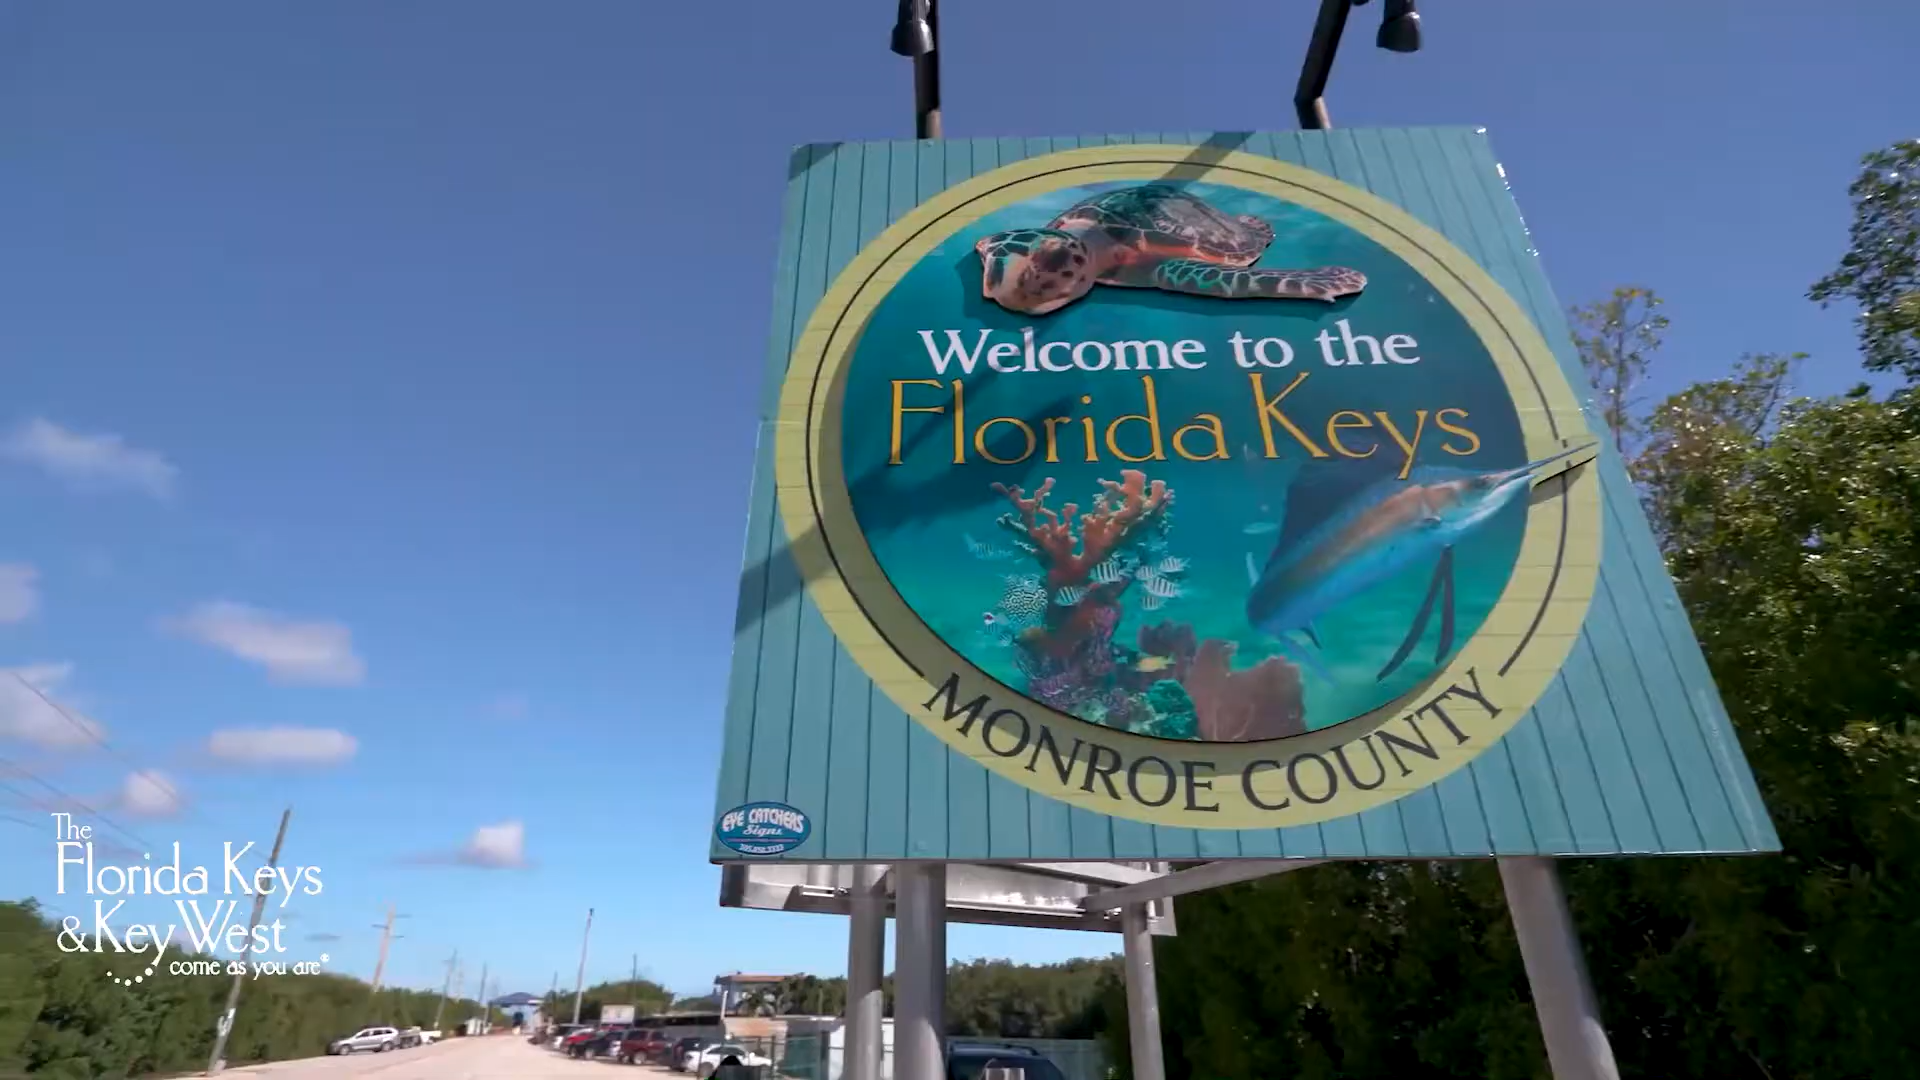 Welcome to the
Florida Keys
MONROE COUNTY
EYE CATCHERS
Signs
The
Florida Keys
& Key West
come as you are®